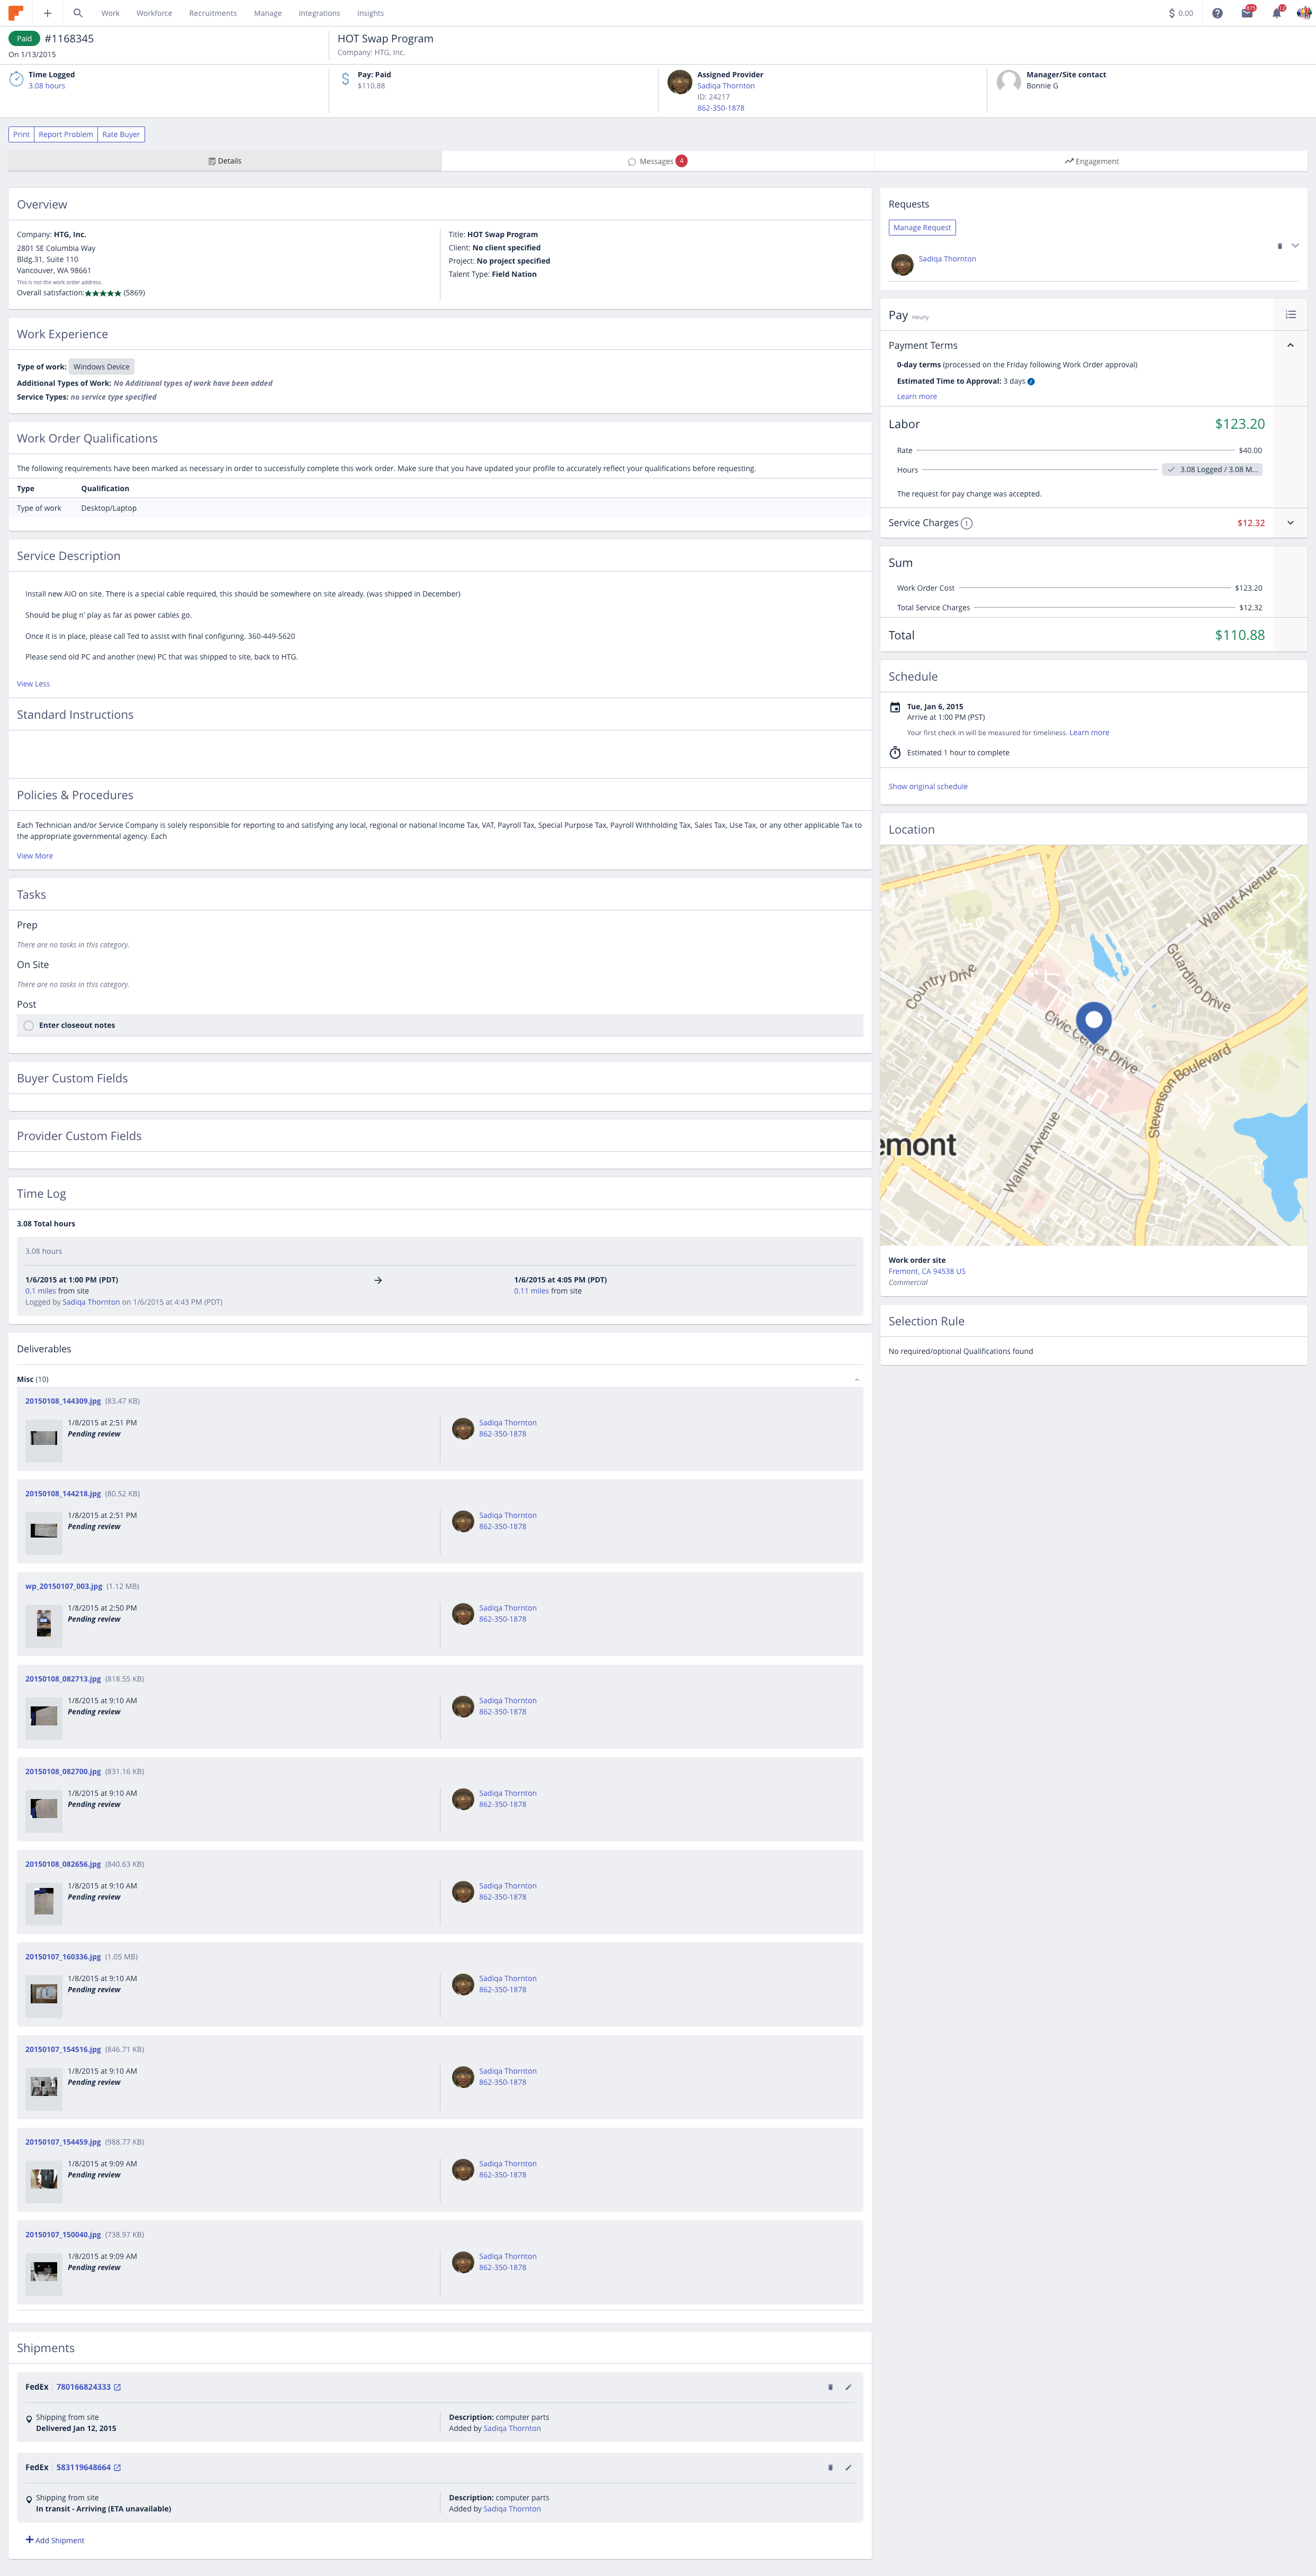 Work Workforce Recruitments Manage Integrations Insights
$ 0.00
675
12
Paid #1168345
On 1/13/2015
HOT Swap Program
Company: HTG, Inc.
Time Logged
3.08 hours
Pay: Paid
$110.88
Assigned Provider
Sadiqa Thornton
ID: 24217
862-350-1878
Manager/Site contact
Bonnie G
Print Report Problem Rate Buyer
Details
Messages 4
Engagement
Overview
Company: HTG, Inc.
2801 SE Columbia Way
Bldg.31, Suite 110
Vancouver, WA 98661
This is not the work order address.
Overall satisfaction:★★★★★ (5869)
Title: HOT Swap Program
Client: No client specified
Project: No project specified
Talent Type: Field Nation
Work Experience
Type of work: Windows Device
Additional Types of Work: No Additional types of work have been added
Service Types: no service type specified
Work Order Qualifications
The following requirements have been marked as necessary in order to successfully complete this work order. Make sure that you have updated your profile to accurately reflect your qualifications before requesting.
Type Qualification
Type of work Desktop/Laptop
Service Description
Install new AIO on site. There is a special cable required, this should be somewhere on site already. (was shipped in December)
Should be plug n' play as far as power cables go.
Once it is in place, please call Ted to assist with final configuring. 360-449-5620
Please send old PC and another (new) PC that was shipped to site, back to HTG.
View Less
Standard Instructions
Policies & Procedures
Each Technician and/or Service Company is solely responsible for reporting to and satisfying any local, regional or national Income Tax, VAT, Payroll Tax, Special Purpose Tax, Payroll Withholding Tax, Sales Tax, Use Tax, or any other applicable Tax to
the appropriate governmental agency. Each
View More
Tasks
Prep
There are no tasks in this category.
On Site
There are no tasks in this category.
Post
Enter closeout notes
Buyer Custom Fields
Provider Custom Fields
Time Log
3.08 Total hours
3.08 hours
1/6/2015 at 1:00 PM (PDT)
0.1 miles from site
Logged by Sadiqa Thornton on 1/6/2015 at 4:43 PM (PDT)
1/6/2015 at 4:05 PM (PDT)
0.11 miles from site
Deliverables
Misc (10)
20150108_144309.jpg (83.47 KB)
1/8/2015 at 2:51 PM
Pending review
Sadiqa Thornton
862-350-1878
20150108_144218.jpg (80.52 KB)
1/8/2015 at 2:51 PM
Pending review
Sadiqa Thornton
862-350-1878
wp_20150107_003.jpg (1.12 MB)
1/8/2015 at 2:50 PM
Pending review
Sadiqa Thornton
862-350-1878
20150108_082713.jpg (818.55 KB)
1/8/2015 at 9:10 AM
Pending review
Sadiqa Thornton
862-350-1878
20150108_082700.jpg (831.16 KB)
1/8/2015 at 9:10 AM
Pending review
Sadiqa Thornton
862-350-1878
20150108_082656.jpg (840.63 KB)
1/8/2015 at 9:10 AM
Pending review
Sadiqa Thornton
862-350-1878
20150107_160336.jpg (1.05 MB)
1/8/2015 at 9:10 AM
Pending review
Sadiqa Thornton
862-350-1878
20150107_154516.jpg (846.71 KB)
1/8/2015 at 9:10 AM
Pending review
Sadiqa Thornton
862-350-1878
20150107_154459.jpg (988.77 KB)
1/8/2015 at 9:09 AM
Pending review
Sadiqa Thornton
862-350-1878
20150107_150040.jpg (738.97 KB)
1/8/2015 at 9:09 AM
Pending review
Sadiqa Thornton
862-350-1878
Shipments
FedEx 780166824333
Shipping from site
Delivered Jan 12, 2015
Description: computer parts
Added by Sadiqa Thornton
FedEx 583119648664
Shipping from site
In transit - Arriving (ETA unavailable)
Description: computer parts
Added by Sadiqa Thornton
Add Shipment
Requests
Manage Request
Sadiqa Thornton
Pay Hourly
Payment Terms
0-day terms (processed on the Friday following Work Order approval)
Estimated Time to Approval: 3 days
Learn more
Labor $123.20
Rate $40.00
Hours 3.08 Logged / 3.08 M...
The request for pay change was accepted.
Service Charges 1 $12.32
Sum
Work Order Cost $123.20
Total Service Charges $12.32
Total $110.88
Schedule
Tue, Jan 6, 2015
Arrive at 1:00 PM (PST)
Your first check in will be measured for timeliness. Learn more
Estimated 1 hour to complete
Show original schedule
Location
Walnut Avenue
Guardino Drive
Country Drive
Civic Center Drive
Stevenson Boulevard
Walnut Avenue
emont
Work order site
Fremont, CA 94538 US
Commercial
Selection Rule
No required/optional Qualifications found